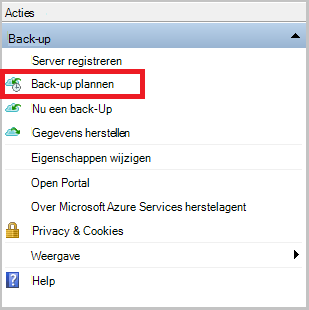 Acties
Back-up
Server registreren
Back-up plannen
Nu een back-Up
Gegevens herstellen
Eigenschappen wijzigen
Open Portal
Over Microsoft Azure Services herstelagent
Privacy & Cookies
Weergave
Help